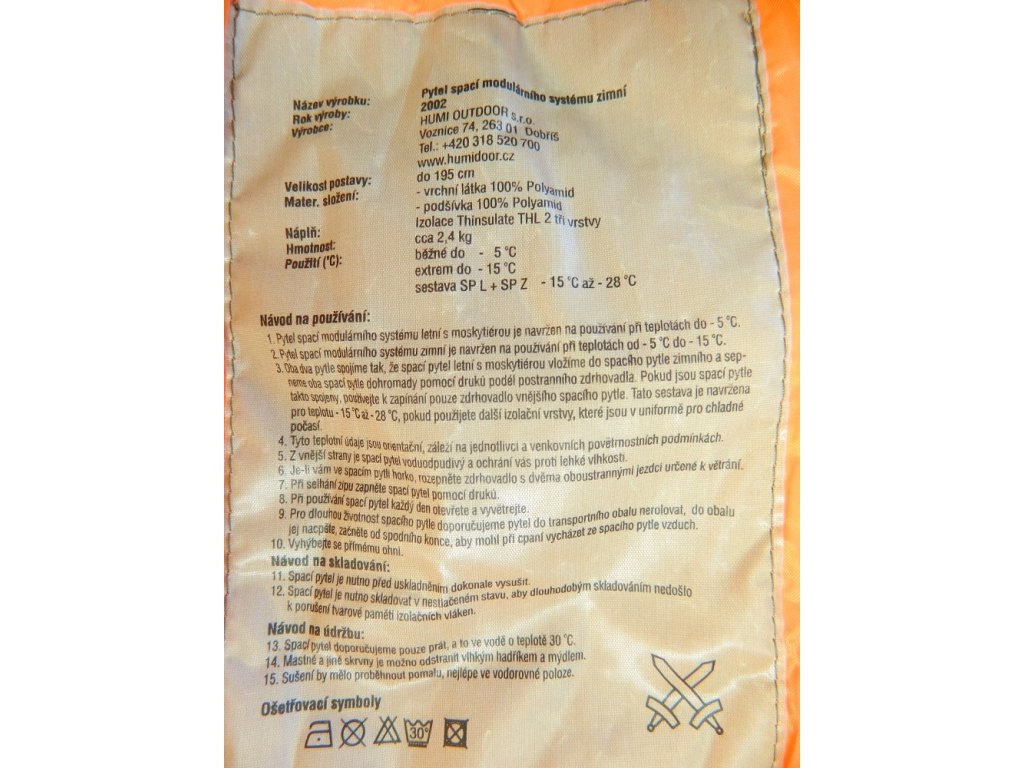 Název výrobku: Pytel spací modulárního systému zimní
Rok výroby: 2002
Výrobce: HUMI OUTDOOR s.r.o.
Voznice 74, 263 01 Dobříš
Tel.: +420 318 520 700
www.humidoor.cz
Velikost postavy: do 195 cm
Mater. složení: - vrchní látka 100% Polyamid
- podšívka 100% Polyamid
Náplň: Izolace Thinsulate THL 2 tři vrstvy
Hmotnost: cca 2,4 kg
Použití (°C): běžné do - 5 °C
extrem do - 15 °C
sestava SP L + SP Z - 15 °C až - 28 °C
Návod na používání:
1. Pytel spací modulárního systému letní s moskytiérou je navržen na používání při teplotách do - 5 °C.
2. Pytel spací modulárního systému zimní je navržen na používání při teplotách od - 5 °C do - 15 °C.
3. Oba dva pytle spojíme tak, že spací pytel letní s moskytiérou vložíme do spacího pytle zimního a sep-
neme oba spací pytle dohromady pomocí druků podél postranního zdrhovadla. Pokud jsou spací pytle
takto spojeny, používejte k zapínání pouze zdrhovadlo vnějšího spacího pytle. Tato sestava je navržena
pro teplotu - 15 °C až - 28 °C, pokud použijete další izolační vrstvy, které jsou v uniformě pro chladné
počasí.
4. Tyto teplotní údaje jsou orientační, záleží na jednotlivci a venkovních povětrnostních podmínkách.
5. Z vnější strany je spací pytel voduodpudivý a ochrání vás proti lehké vlhkosti.
6. Je-li vám ve spacím pytli horko, rozepněte zdrhovadlo s dvěma oboustrannými jezdci určené k větrání.
7. Při selhání zipu zapněte spací pytel pomocí druků.
8. Při používání spací pytel každý den otevřete a vyvětrejte.
9. Pro dlouhou životnost spacího pytle doporučujeme pytel do transportního obalu nerolovat, do obalu
jej nacpěte, začněte od spodního konce, aby mohl při cpaní vycházet ze spacího pytle vzduch.
10. Vyhýbejte se přímému ohni.
Návod na skladování:
11. Spací pytel je nutno před uskladněním dokonale vysušit.
12. Spací pytel je nutno skladovat v nestlačeném stavu, aby dlouhodobým skladováním nedošlo
k porušení tvarové paměti izolačních vláken.
Návod na údržbu:
13. Spací pytel doporučujeme pouze prát, a to ve vodě o teplotě 30 °C.
14. Mastné a jiné skrvny je možno odstranit vlhkým hadříkem a mýdlem.
15. Sušení by mělo proběhnout pomalu, nejlépe ve vodorovné poloze.
Ošetřovací symboly
30°